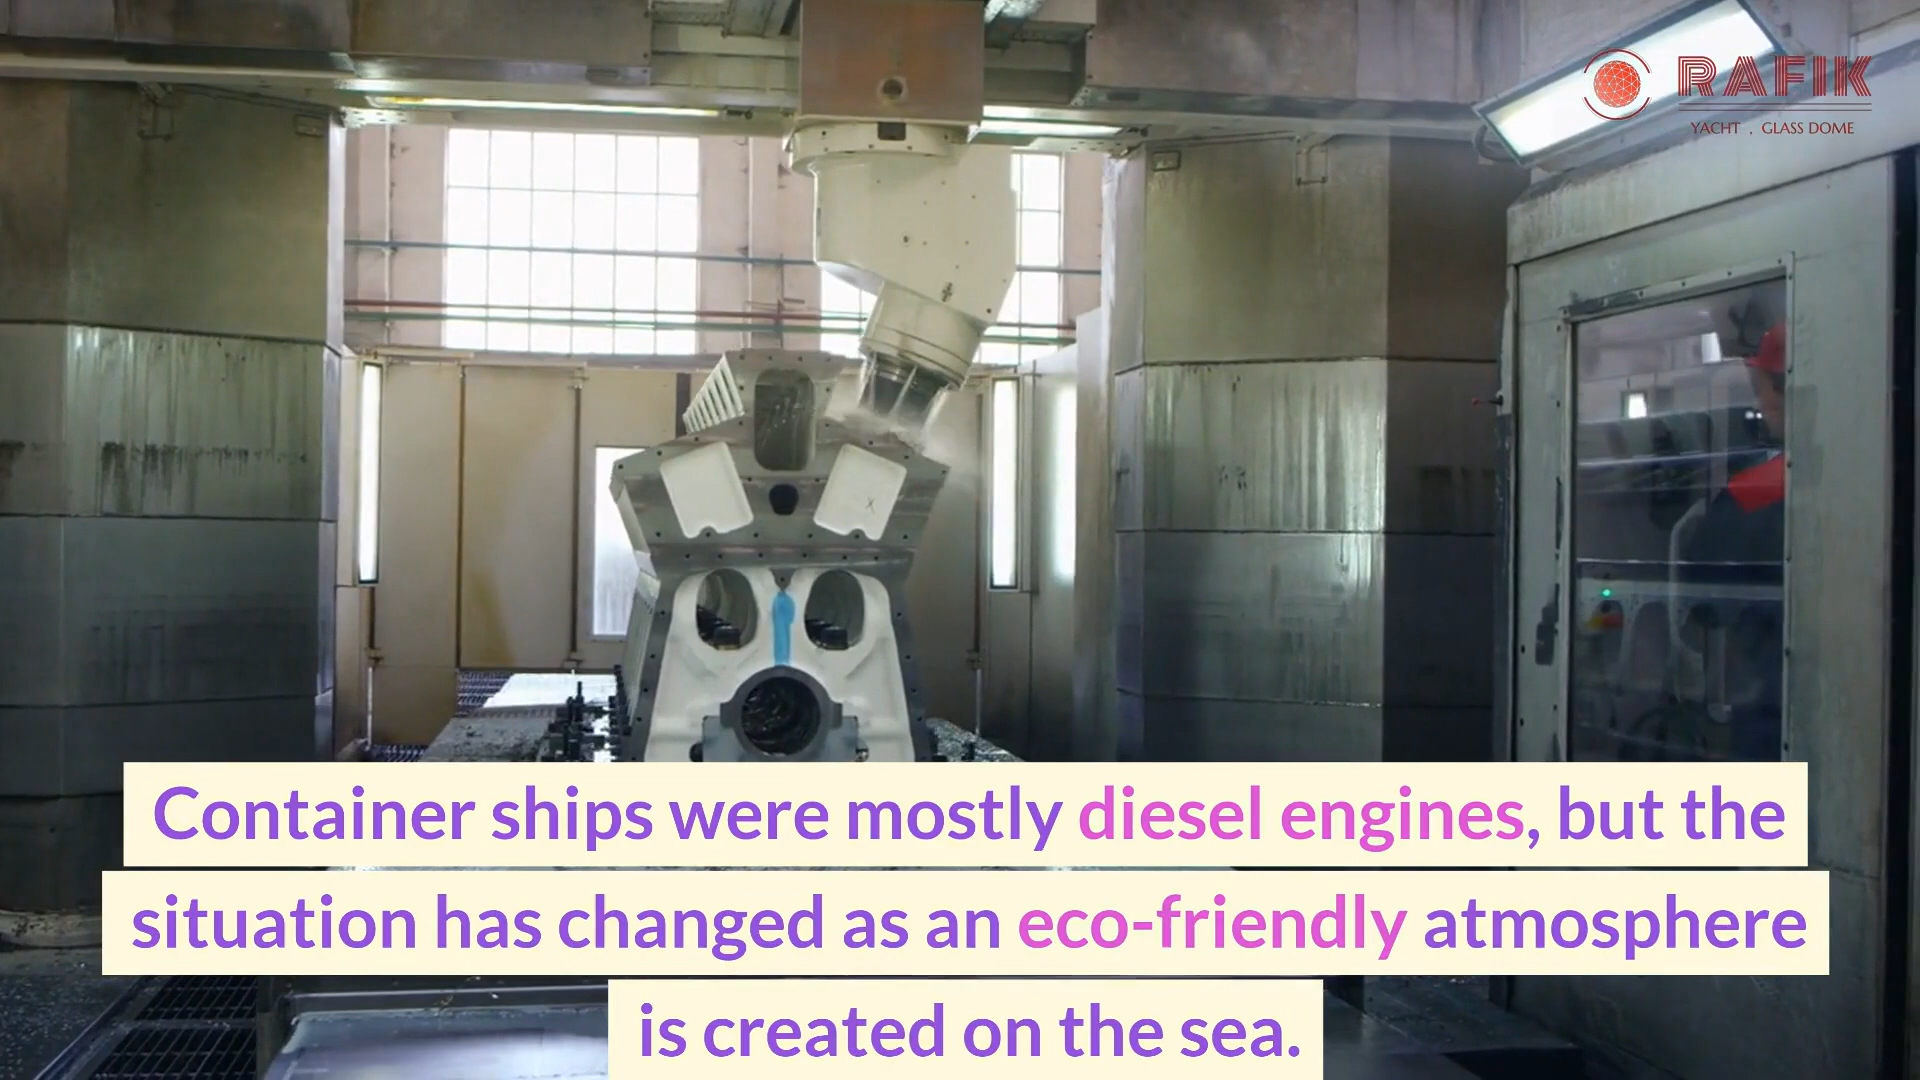 RAFIK
YACHT , GLASS DOME
Container ships were mostly diesel engines, but the
situation has changed as an eco-friendly atmosphere
is created on the sea.